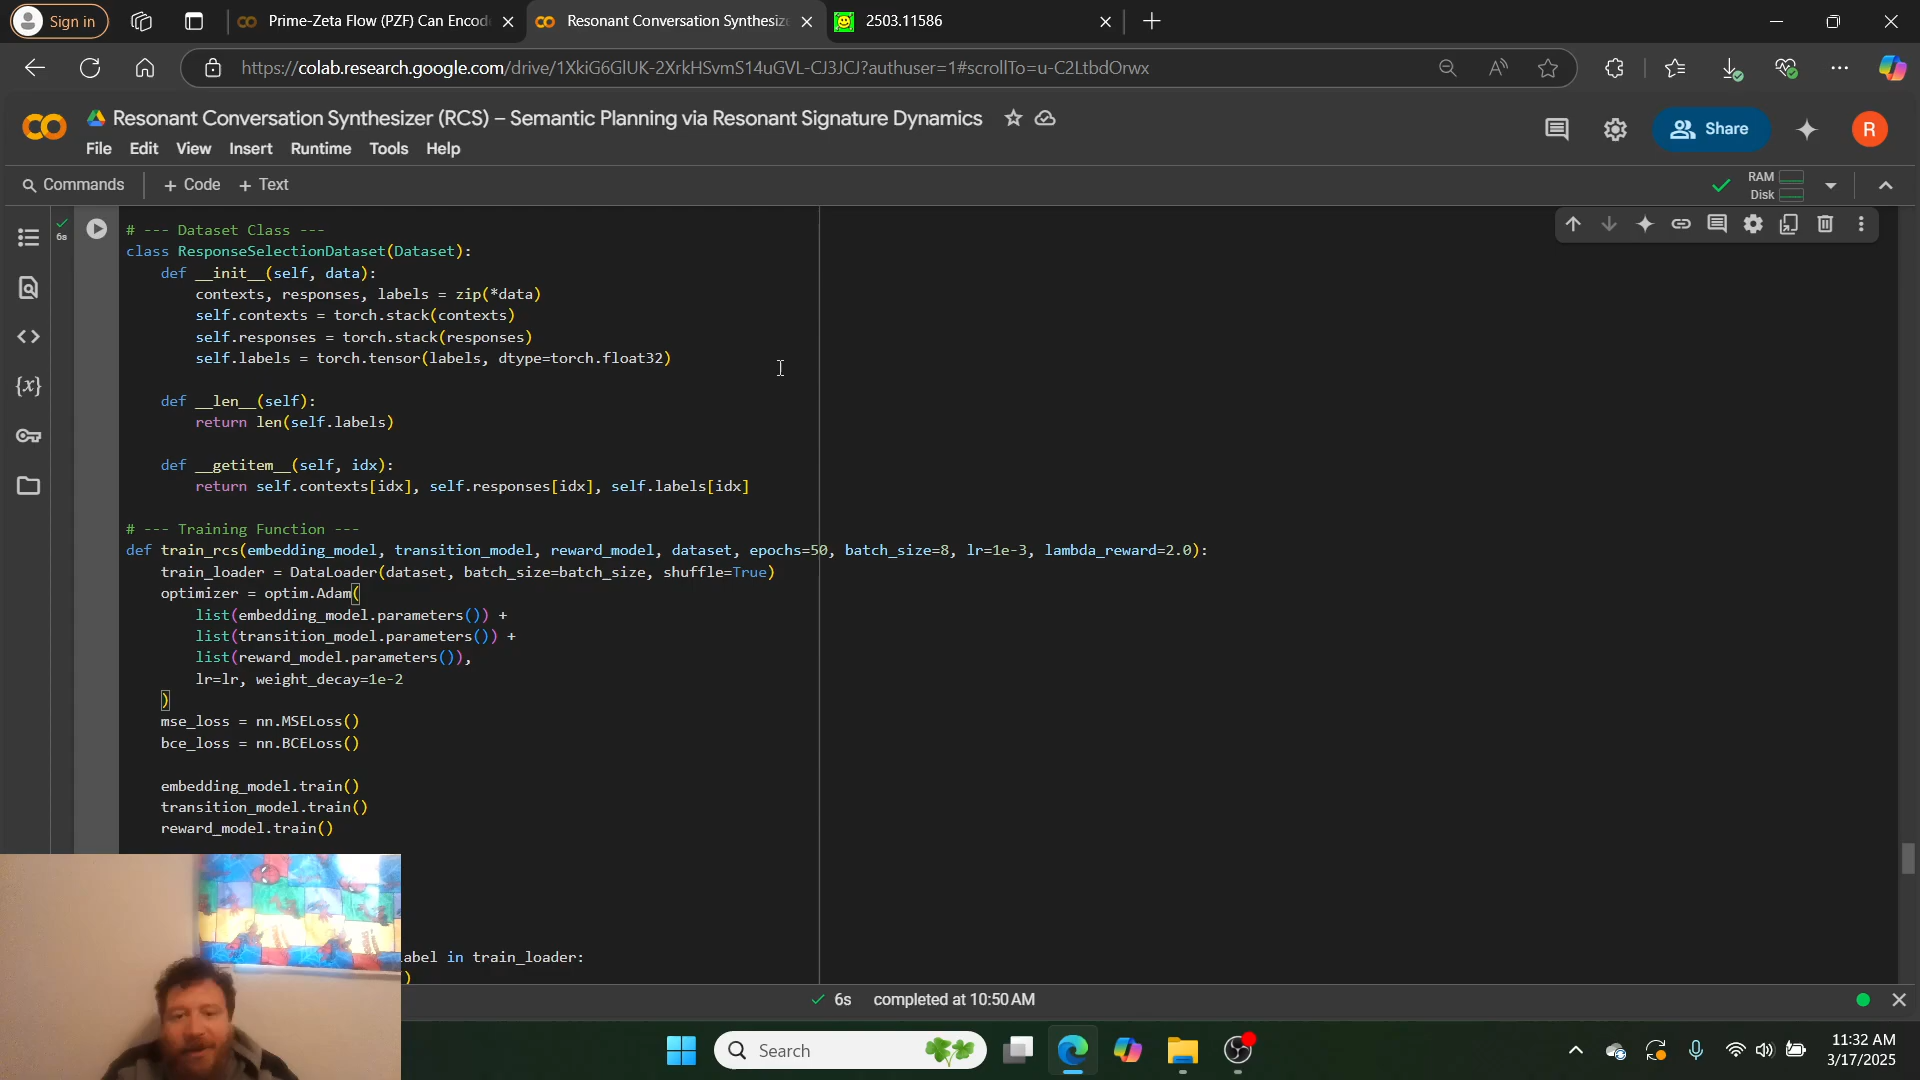 Sign in
Prime-Zeta Flow (PZF) Can Encod
Resonant Conversation Synthesize
2503.11586
https://colab.research.google.com/drive/1XkiG6GlUK-2XrkHSvmS14uGVL-CJ3JCJ?authuser=1#scrollTo=u-C2LtbdOrwx
Resonant Conversation Synthesizer (RCS) – Semantic Planning via Resonant Signature Dynamics
Share
R
File Edit View Insert Runtime Tools Help
Commands + Code + Text
RAM
Disk
6s
# --- Dataset Class ---
class ResponseSelectionDataset(Dataset):
def __init__(self, data):
contexts, responses, labels = zip(*data)
self.contexts = torch.stack(contexts)
self.responses = torch.stack(responses)
self.labels = torch.tensor(labels, dtype=torch.float32)
def __len__(self):
return len(self.labels)
def __getitem__(self, idx):
return self.contexts[idx], self.responses[idx], self.labels[idx]
# --- Training Function ---
def train_rcs(embedding_model, transition_model, reward_model, dataset, epochs=50, batch_size=8, lr=1e-3, lambda_reward=2.0):
train_loader = DataLoader(dataset, batch_size=batch_size, shuffle=True)
optimizer = optim.Adam(
list(embedding_model.parameters()) +
list(transition_model.parameters()) +
list(reward_model.parameters()),
lr=lr, weight_decay=1e-2
)
mse_loss = nn.MSELoss()
bce_loss = nn.BCELoss()
embedding_model.train()
transition_model.train()
reward_model.train()
label in train_loader:
)
6s completed at 10:50 AM
Search
11:32 AM
3/17/2025